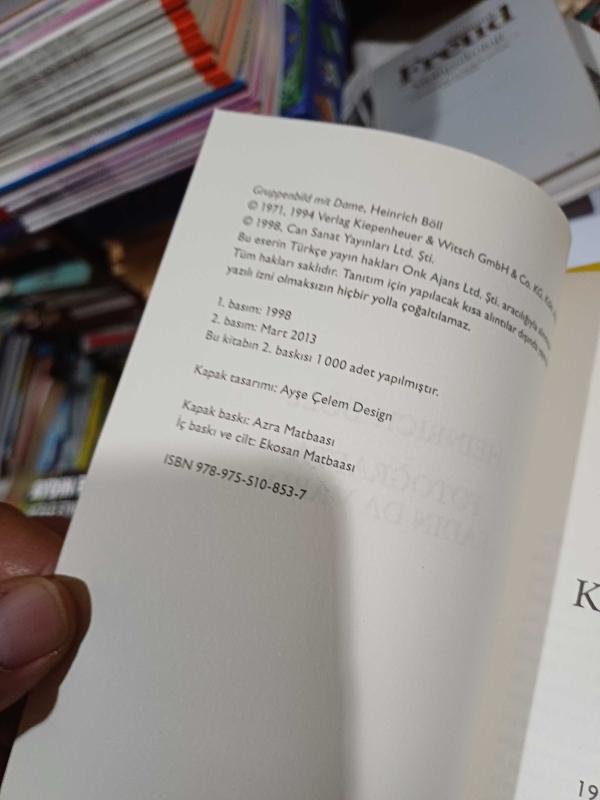 Freud
Gruppenbild mit Dame, Heinrich Böll
© 1971, 1994 Verlag Kiepenheuer & Witsch GmbH & Co. KG, Köln
© 1998, Can Sanat Yayınları Ltd. Şti.
Bu eserin Türkçe yayın hakları Onk Ajans Ltd. Şti. aracılığıyla alınmıştır.
Tüm hakları saklıdır. Tanıtım için yapılacak kısa alıntılar dışında
yazılı izni olmaksızın hiçbir yolla çoğaltılamaz.
1. basım: 1998
2. basım: Mart 2013
Bu kitabın 2. baskısı 1 000 adet yapılmıştır.
Kapak tasarımı: Ayşe Çelem Design
Kapak baskı: Azra Matbaası
İç baskı ve cilt: Ekosan Matbaası
ISBN 978-975-510-853-7
K
19